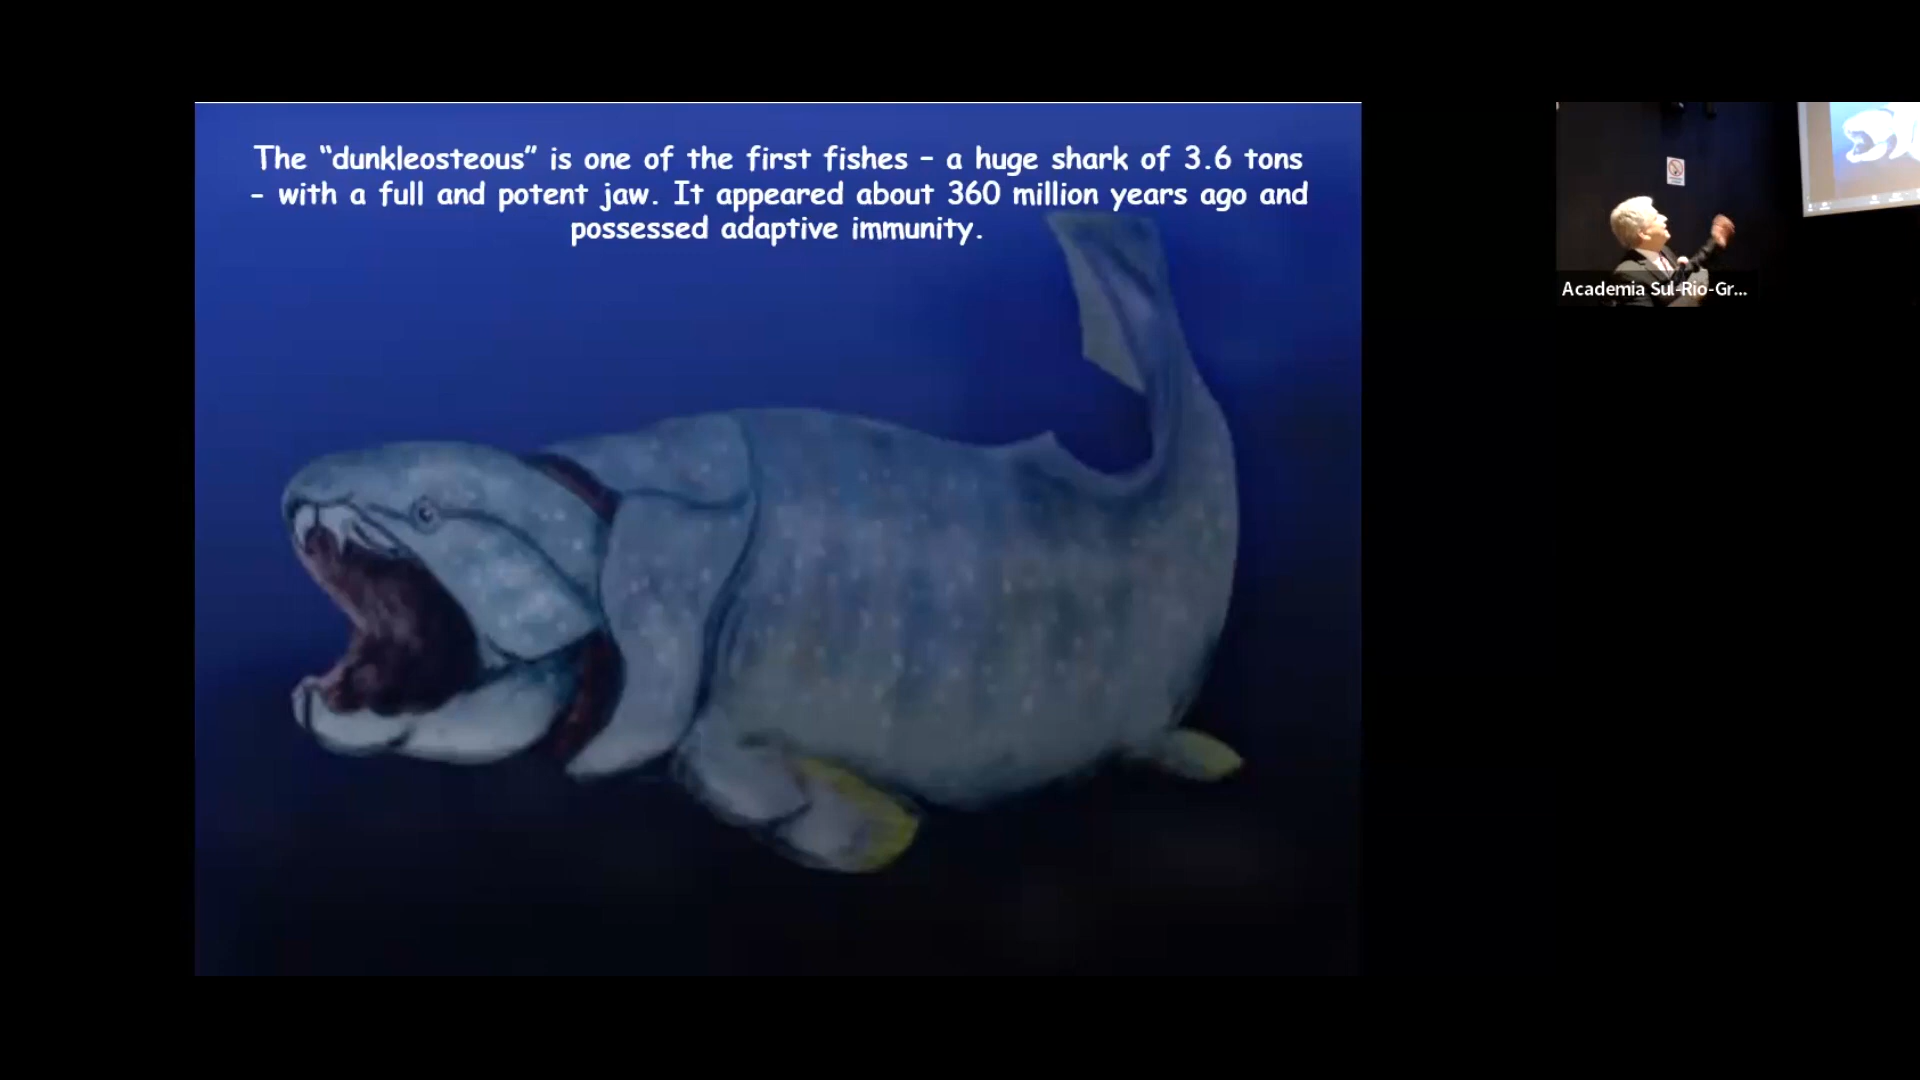 The “dunkleosteous” is one of the first fishes – a huge shark of 3.6 tons
– with a full and potent jaw. It appeared about 360 million years ago and
possessed adaptive immunity.
Academia Sul-Rio-Gr...